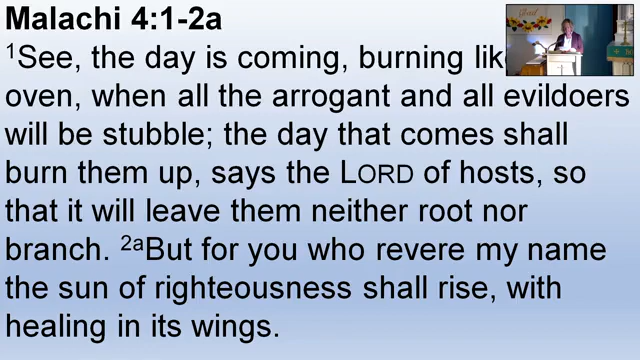 Malachi 4:1-2a
1See, the day is coming, burning lik
oven, when all the arrogant and all evildoers
will be stubble; the day that comes shall
burn them up, says the LORD of hosts, so
that it will leave them neither root nor
branch. 2aBut for you who revere my name
the sun of righteousness shall rise, with
healing in its wings.